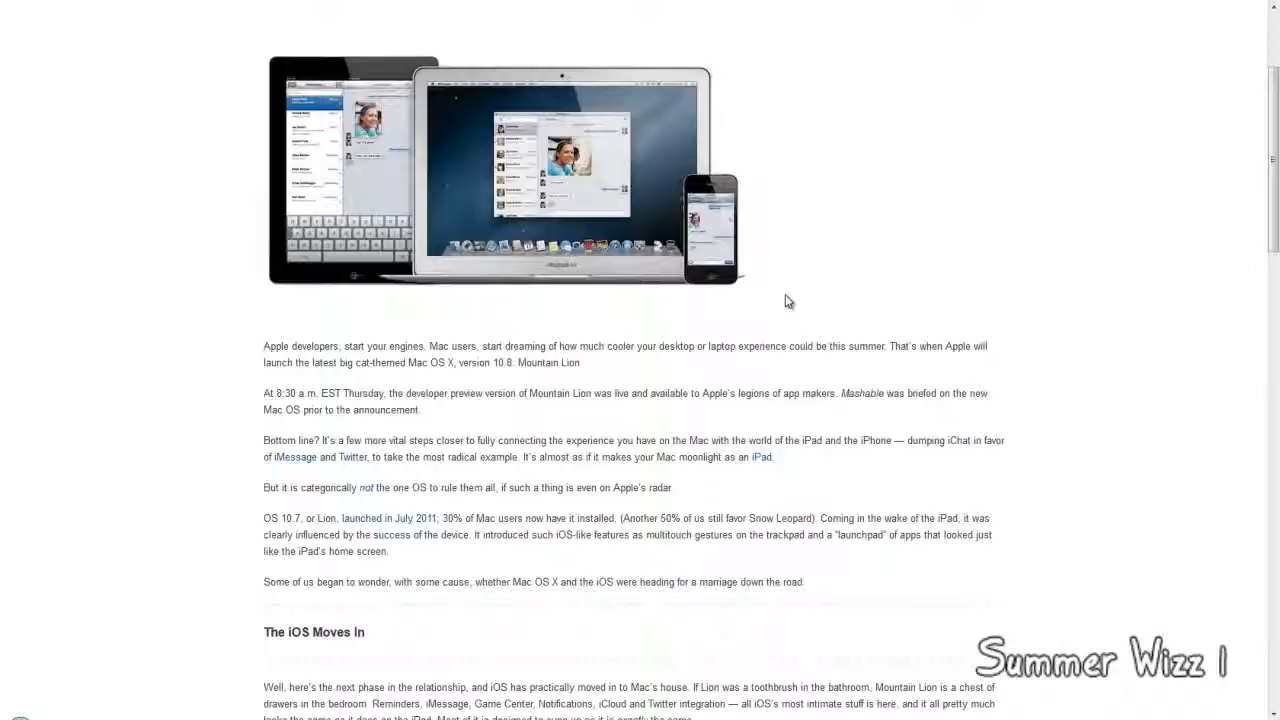 Apple developers, start your engines. Mac users, start dreaming of how much cooler your desktop or laptop experience could be this summer. That's when Apple will
launch the latest big cat-themed Mac OS X, version 10.8: Mountain Lion
At 8:30 a.m. EST Thursday, the developer preview version of Mountain Lion was live and available to Apple's legions of app makers. Mashable was briefed on the new
Mac OS prior to the announcement.
Bottom line? It's a few more vital steps closer to fully connecting the experience you have on the Mac with the world of the iPad and the iPhone — dumping iChat in favor
of iMessage and Twitter, to take the most radical example. It's almost as if it makes your Mac moonlight as an iPad.
But it is categorically not the one OS to rule them all, if such a thing is even on Apple's radar.
OS 10.7, or Lion, launched in July 2011; 30% of Mac users now have it installed. (Another 50% of us still favor Snow Leopard). Coming in the wake of the iPad, it was
clearly influenced by the success of the device. It introduced such iOS-like features as multitouch gestures on the trackpad and a "launchpad" of apps that looked just
like the iPad's home screen.
Some of us began to wonder, with some cause, whether Mac OS X and the iOS were heading for a marriage down the road.
The iOS Moves In
Summer Wizz 1
Well, here's the next phase in the relationship, and iOS has practically moved in to Mac's house. If Lion was a toothbrush in the bathroom, Mountain Lion is a chest of
drawers in the bedroom. Reminders, iMessage, Game Center, Notifications, iCloud and Twitter integration — all iOS's most intimate stuff is here, and it all pretty much